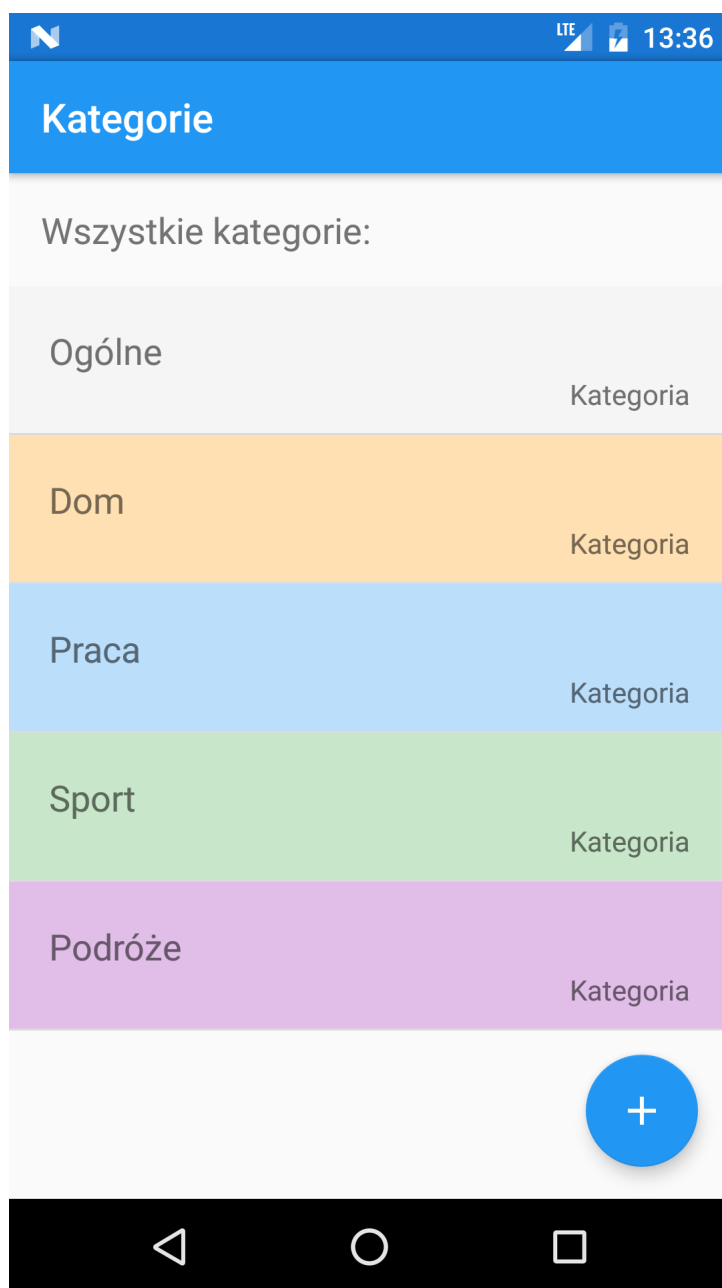 LTE 13:36
Kategorie
Wszystkie kategorie:
Ogólne
Kategoria
Dom
Kategoria
Praca
Kategoria
Sport
Kategoria
Podróże
Kategoria